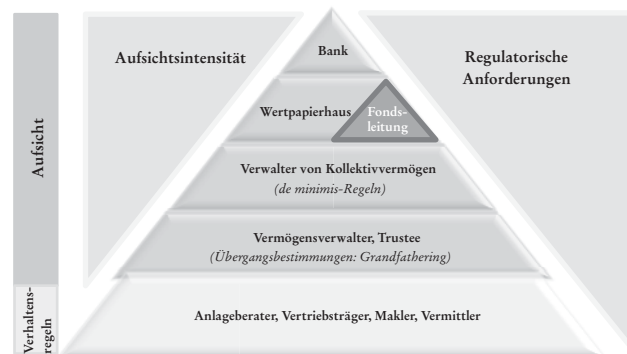 Aufsicht
Verhaltens-
regeln
Aufsichtsintensität
Regulatorische
Anforderungen
Bank
Wertpapierhaus
Fonds-
leitung
Verwalter von Kollektivvermögen
(de minimis-Regeln)
Vermögensverwalter, Trustee
(Übergangsbestimmungen: Grandfathering)
Anlageberater, Vertriebsträger, Makler, Vermittler